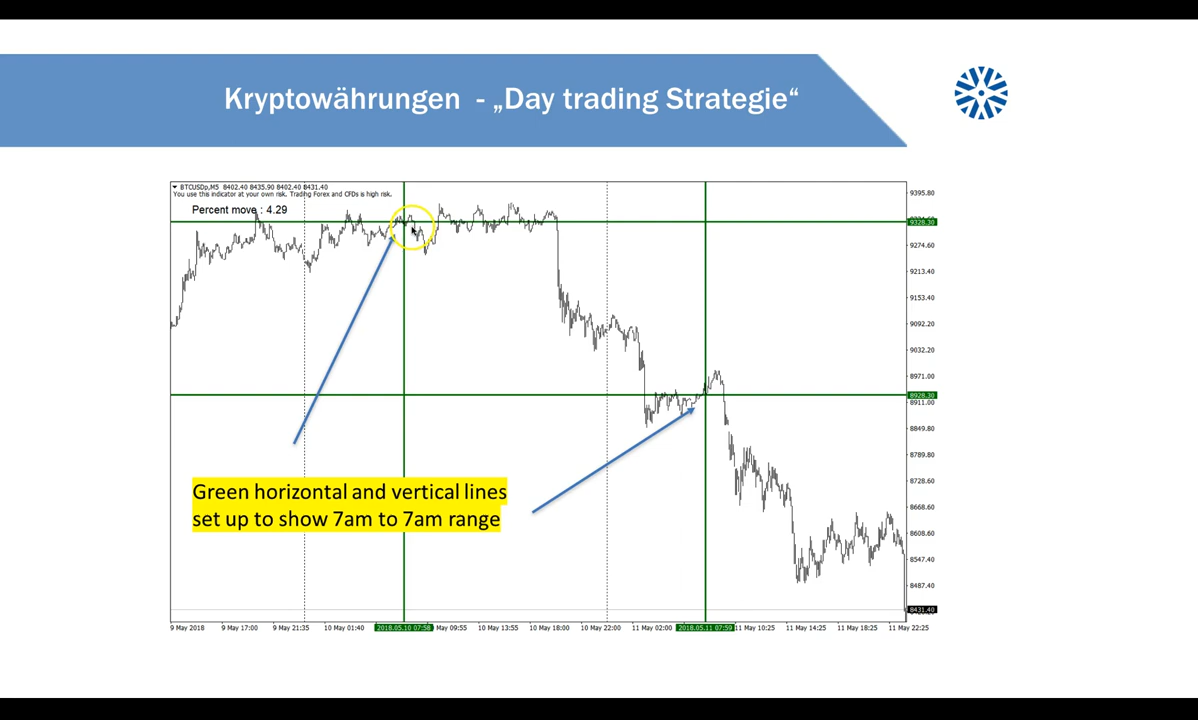 Kryptowährungen - „Day trading Strategie“
BTCUSDp,M5 8402.40 8435.90 8402.40 8431.40
You use this indicator at your own risk. Trading Forex and CFDs is high risk.
Percent move : 4.29
9395.80
9328.30
9274.60
9213.40
9153.40
9092.20
9032.20
8971.00
8928.30
8911.00
8849.80
8789.80
8728.60
8668.60
8608.60
8547.40
8487.40
8431.40
Green horizontal and vertical lines
set up to show 7am to 7am range
9 May 2018 9 May 17:00 9 May 21:35 10 May 01:40 2018.05.10 07:58 May 09:55 10 May 13:55 10 May 18:00 10 May 22:00 11 May 02:00 2018.05.11 07:59 11 May 10:25 11 May 14:25 11 May 18:25 11 May 22:25